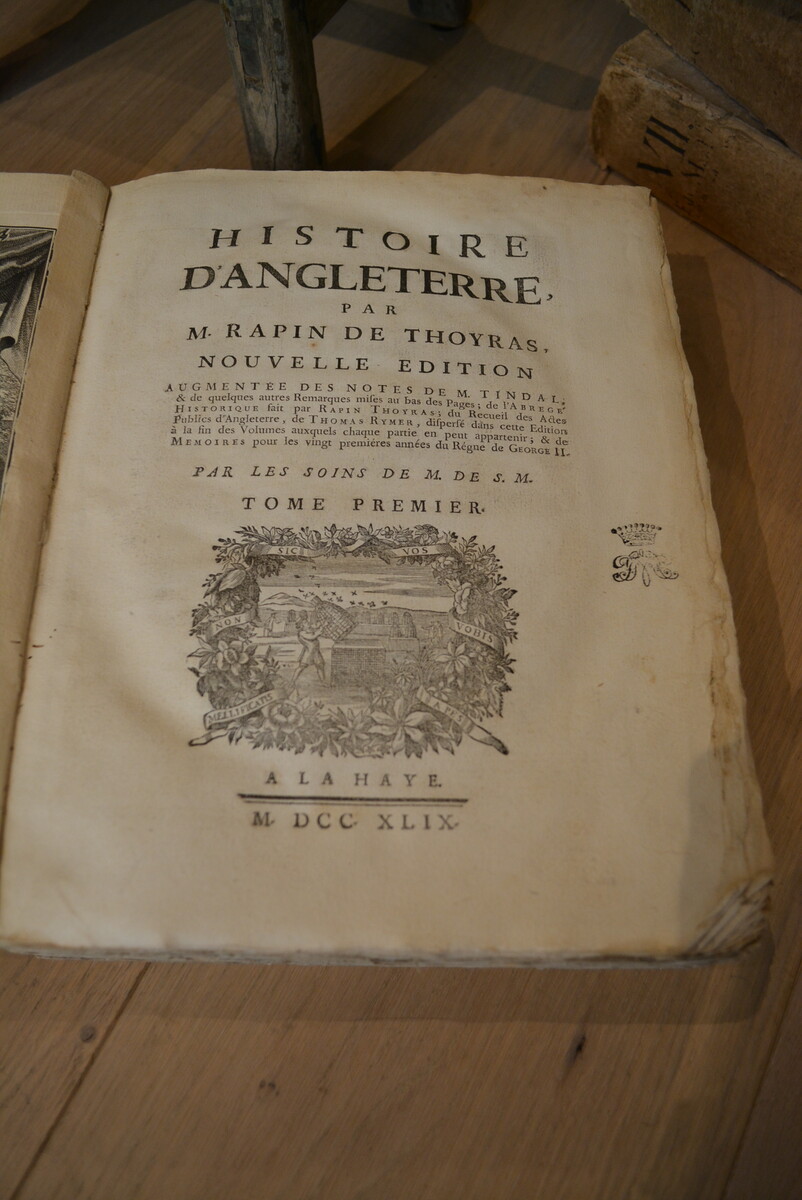 HISTOIRE
D'ANGLETERRE,
PAR
M. RAPIN DE THOYRAS,
NOUVELLE EDITION
AUGMENTÉE DES NOTES DE M. TINDAL,
& de quelques autres Remarques miſes au bas des Pages; de l'ABREGÉ
HISTORIQUE fait par RAPIN THOYRAS; du Recueil des Actes
Publics d'Angleterre, de THOMAS RYMER, diſperſé dans cette Edition
à la fin des Volumes auxquels chaque partie en peut appartenir; & de
MEMOIRES pour les vingt premiéres années du Régne de GEORGE II.
PAR LES SOINS DE M. DE S. M.
TOME PREMIER.
SIC VOS
NON VOBIS
MELLIFICATIS APES
A LA HAYE.
M. DCC. XLIX.
VII.